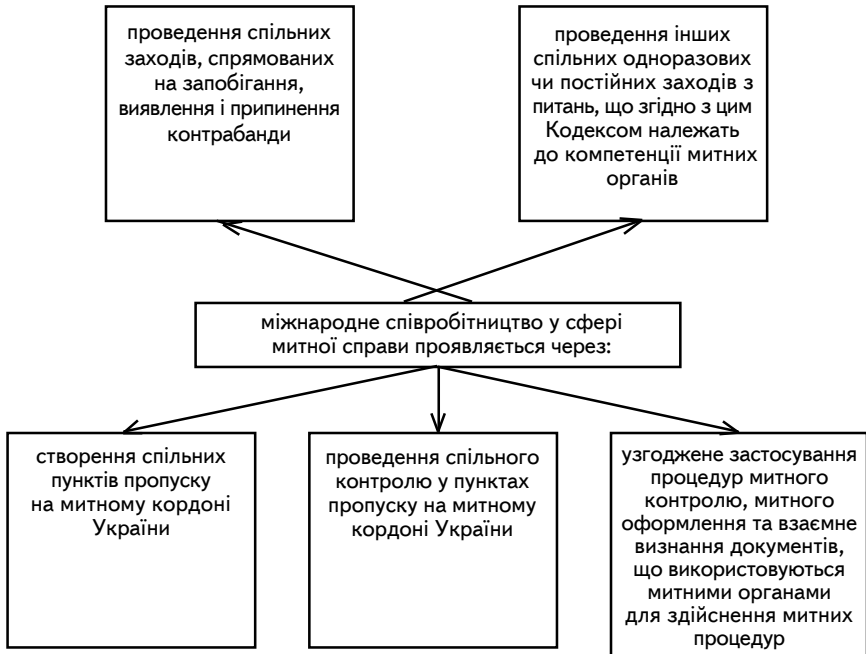 проведення спільних
заходів, спрямованих
на запобігання,
виявлення і припинення
контрабанди
проведення інших
спільних одноразових
чи постійних заходів з
питань, що згідно з цим
Кодексом належать
до компетенції митних
органів
міжнародне співробітництво у сфері
митної справи проявляється через:
створення спільних
пунктів пропуску
на митному кордоні
України
проведення спільного
контролю у пунктах
пропуску на митному
кордоні України
узгоджене застосування
процедур митного
контролю, митного
оформлення та взаємне
визнання документів,
що використовуються
митними органами
для здійснення митних
процедур